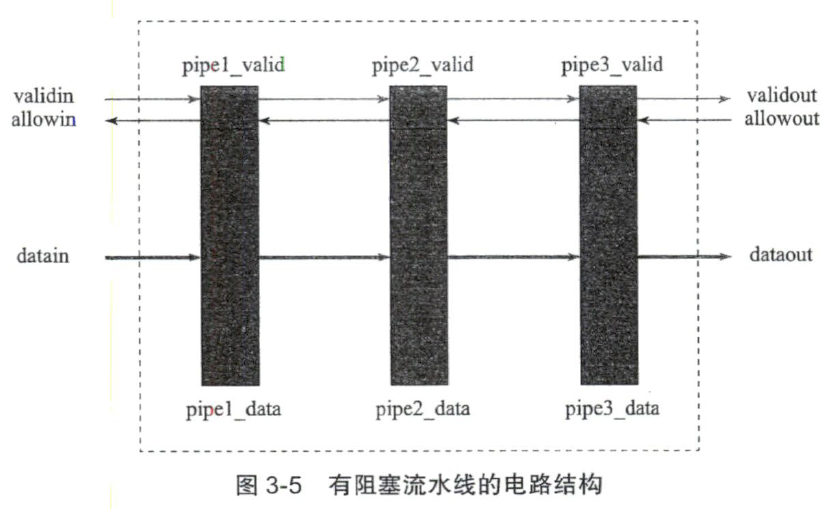 pipe1_valid pipe2_valid pipe3_valid
validin validout
allowin allowout
datain dataout
pipe1_data pipe2_data pipe3_data
图 3-5 有阻塞流水线的电路结构